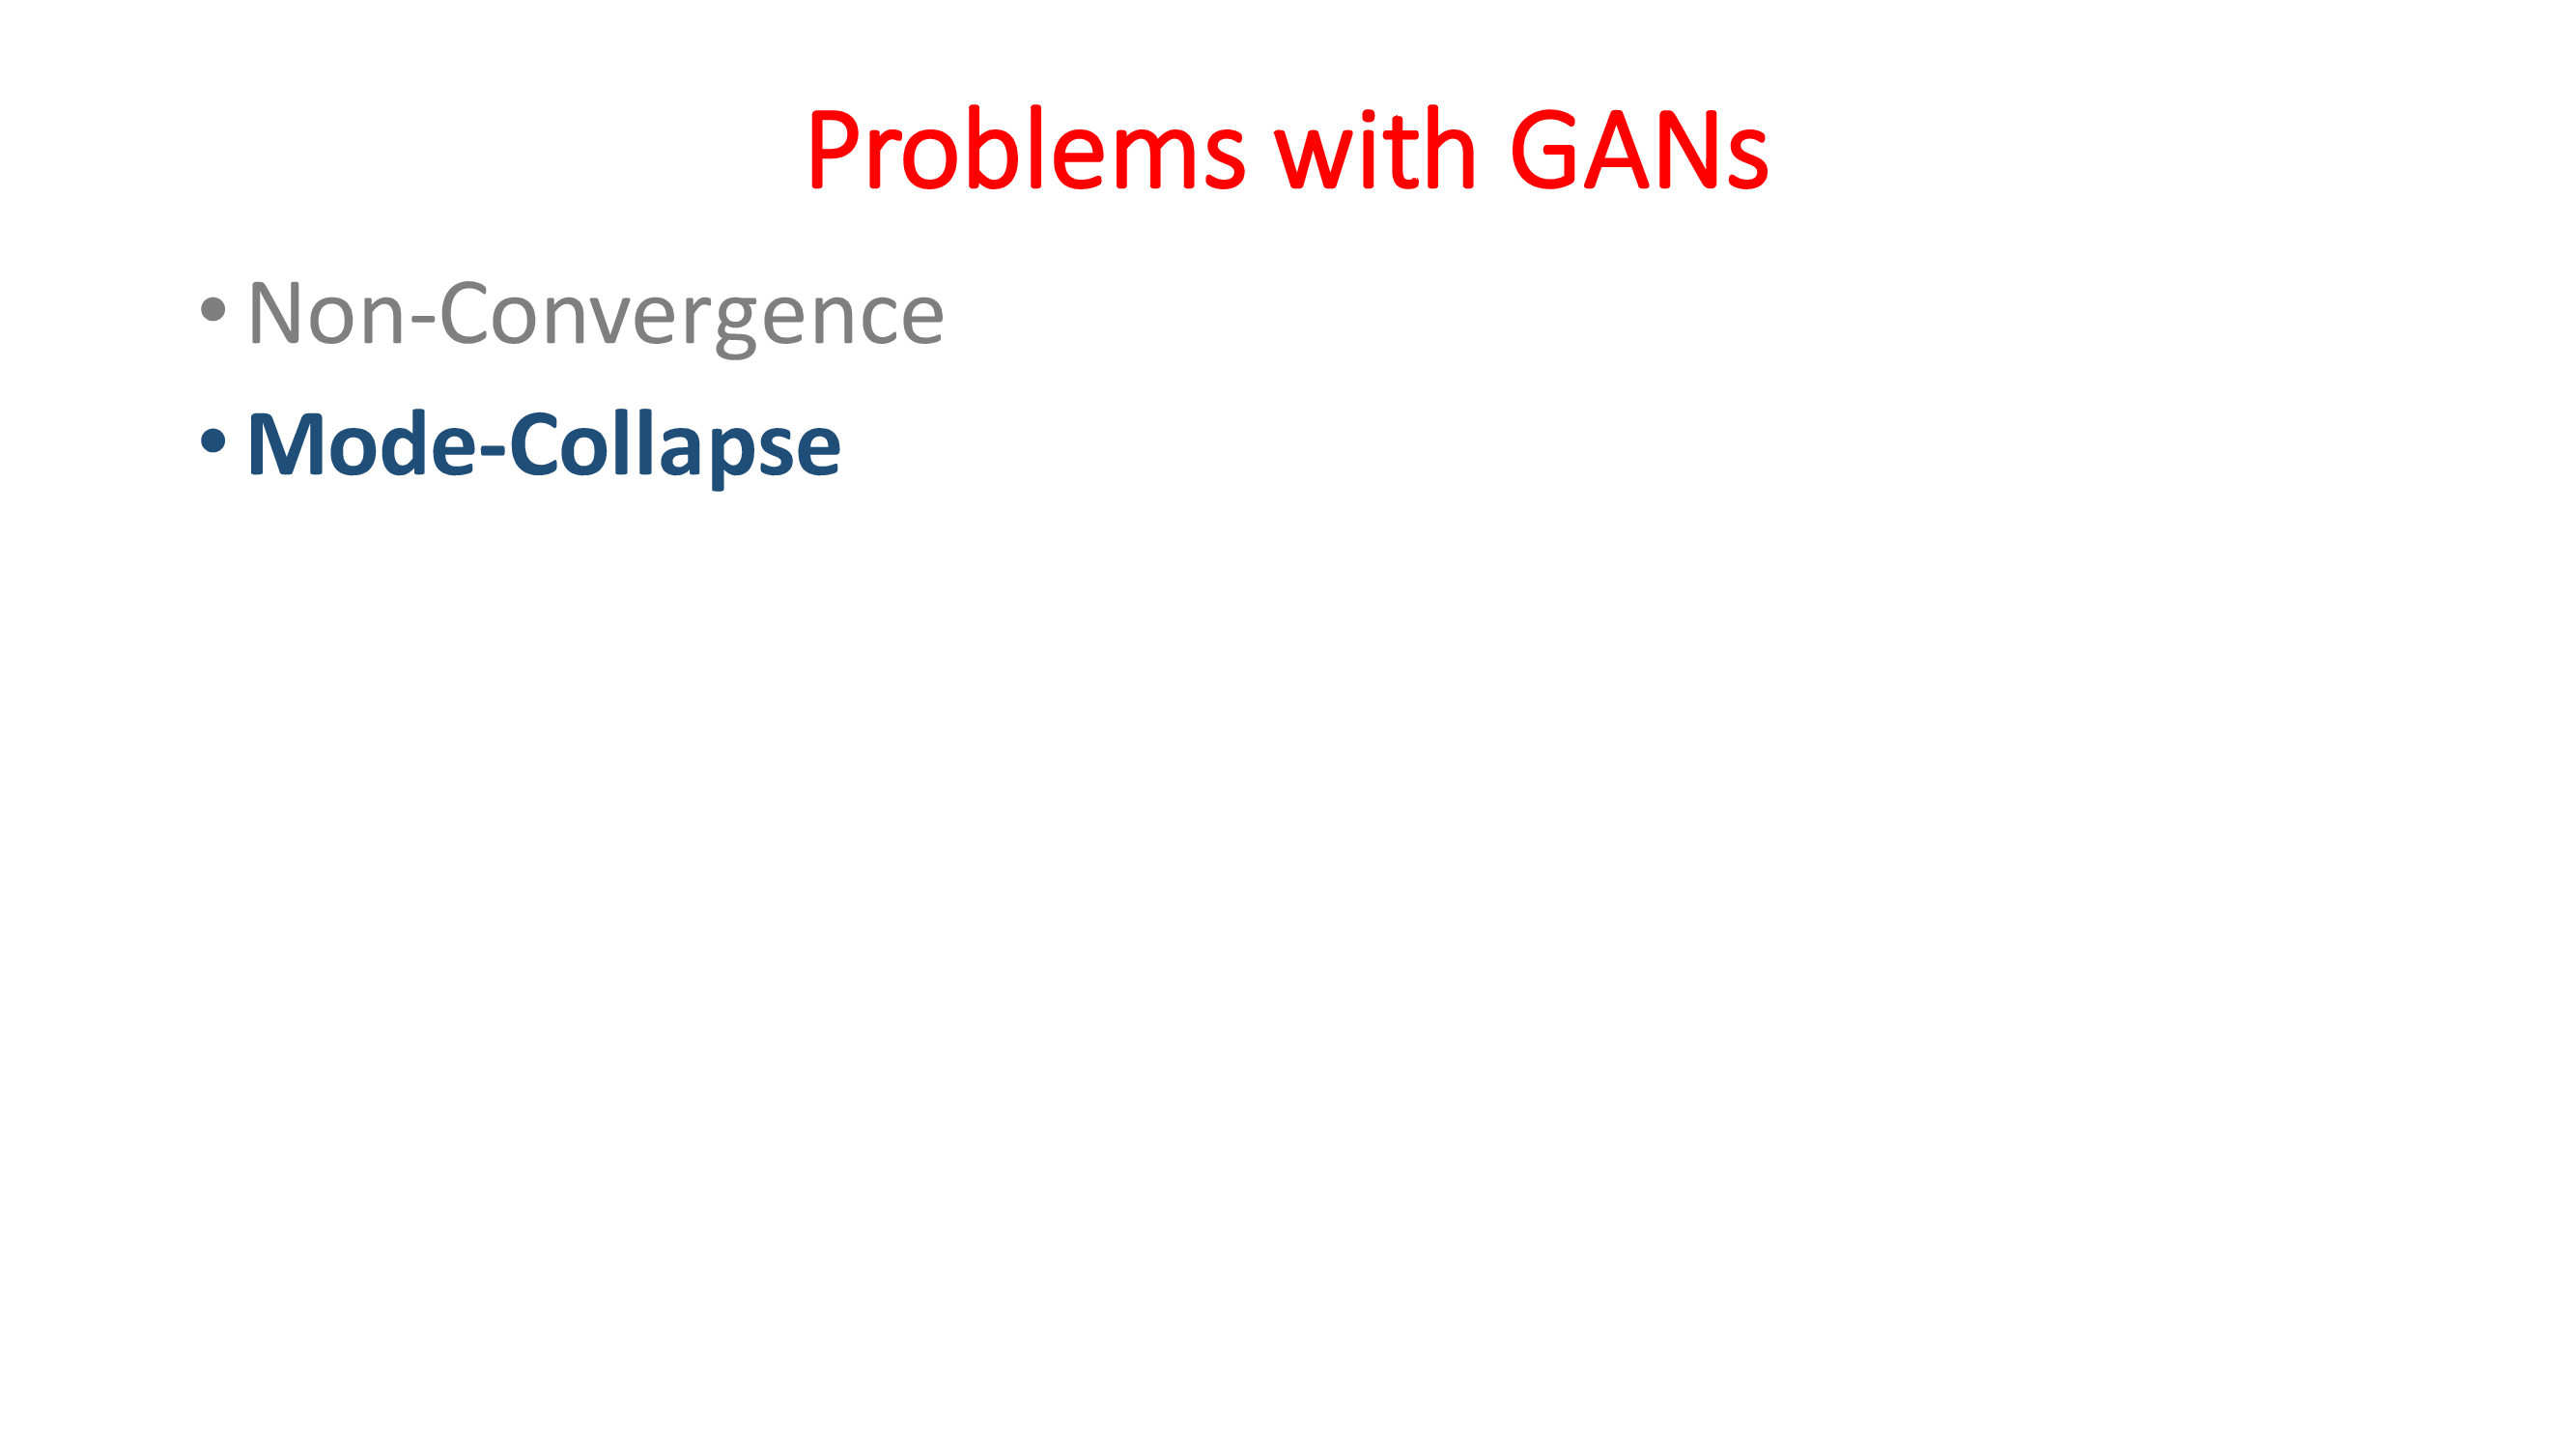 Problems with GANs
• Non-Convergence
• Mode-Collapse